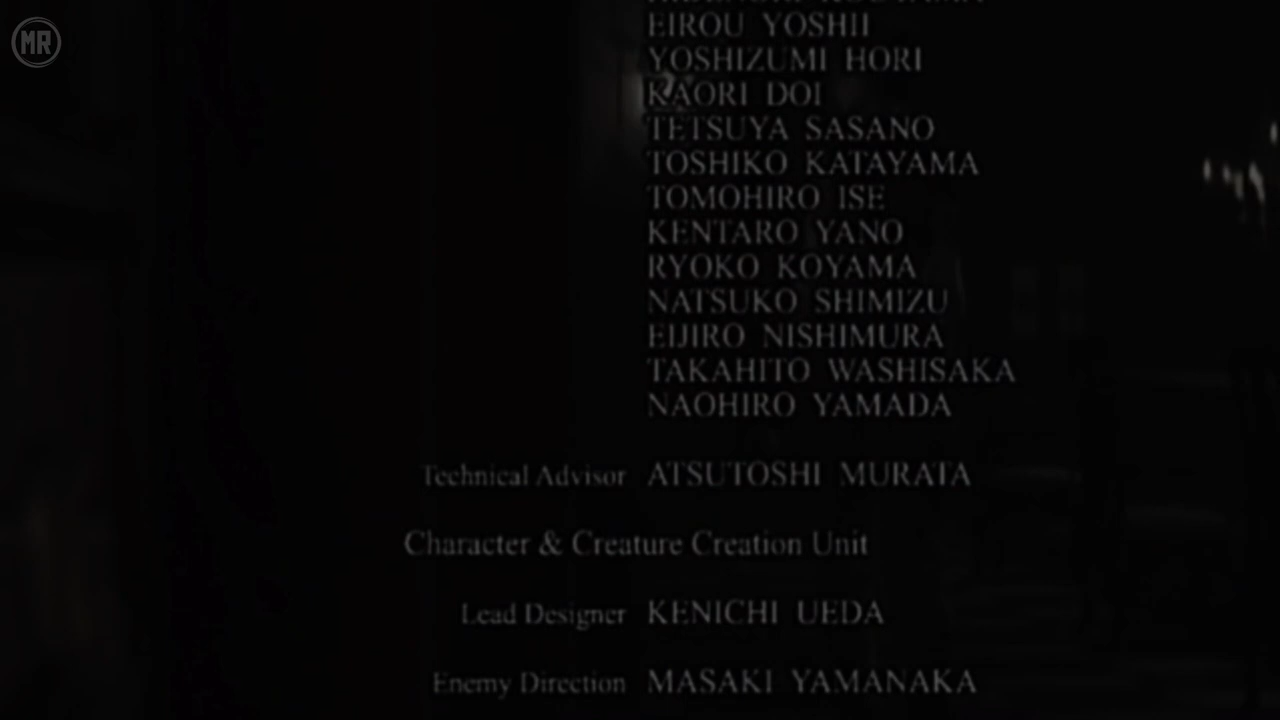 MR
EIROU YOSHII
YOSHIZUMI HORI
KAORI DOI
TETSUYA SASANO
TOSHIKO KATAYAMA
TOMOHIRO ISE
KENTARO YANO
RYOKO KOYAMA
NATSUKO SHIMIZU
EIJIRO NISHIMURA
TAKAHITO WASHISAKA
NAOHIRO YAMADA
Technical Advisor ATSUTOSHI MURATA
Character & Creature Creation Unit
Lead Designer KENICHI UEDA
Enemy Direction MASAKI YAMANAKA